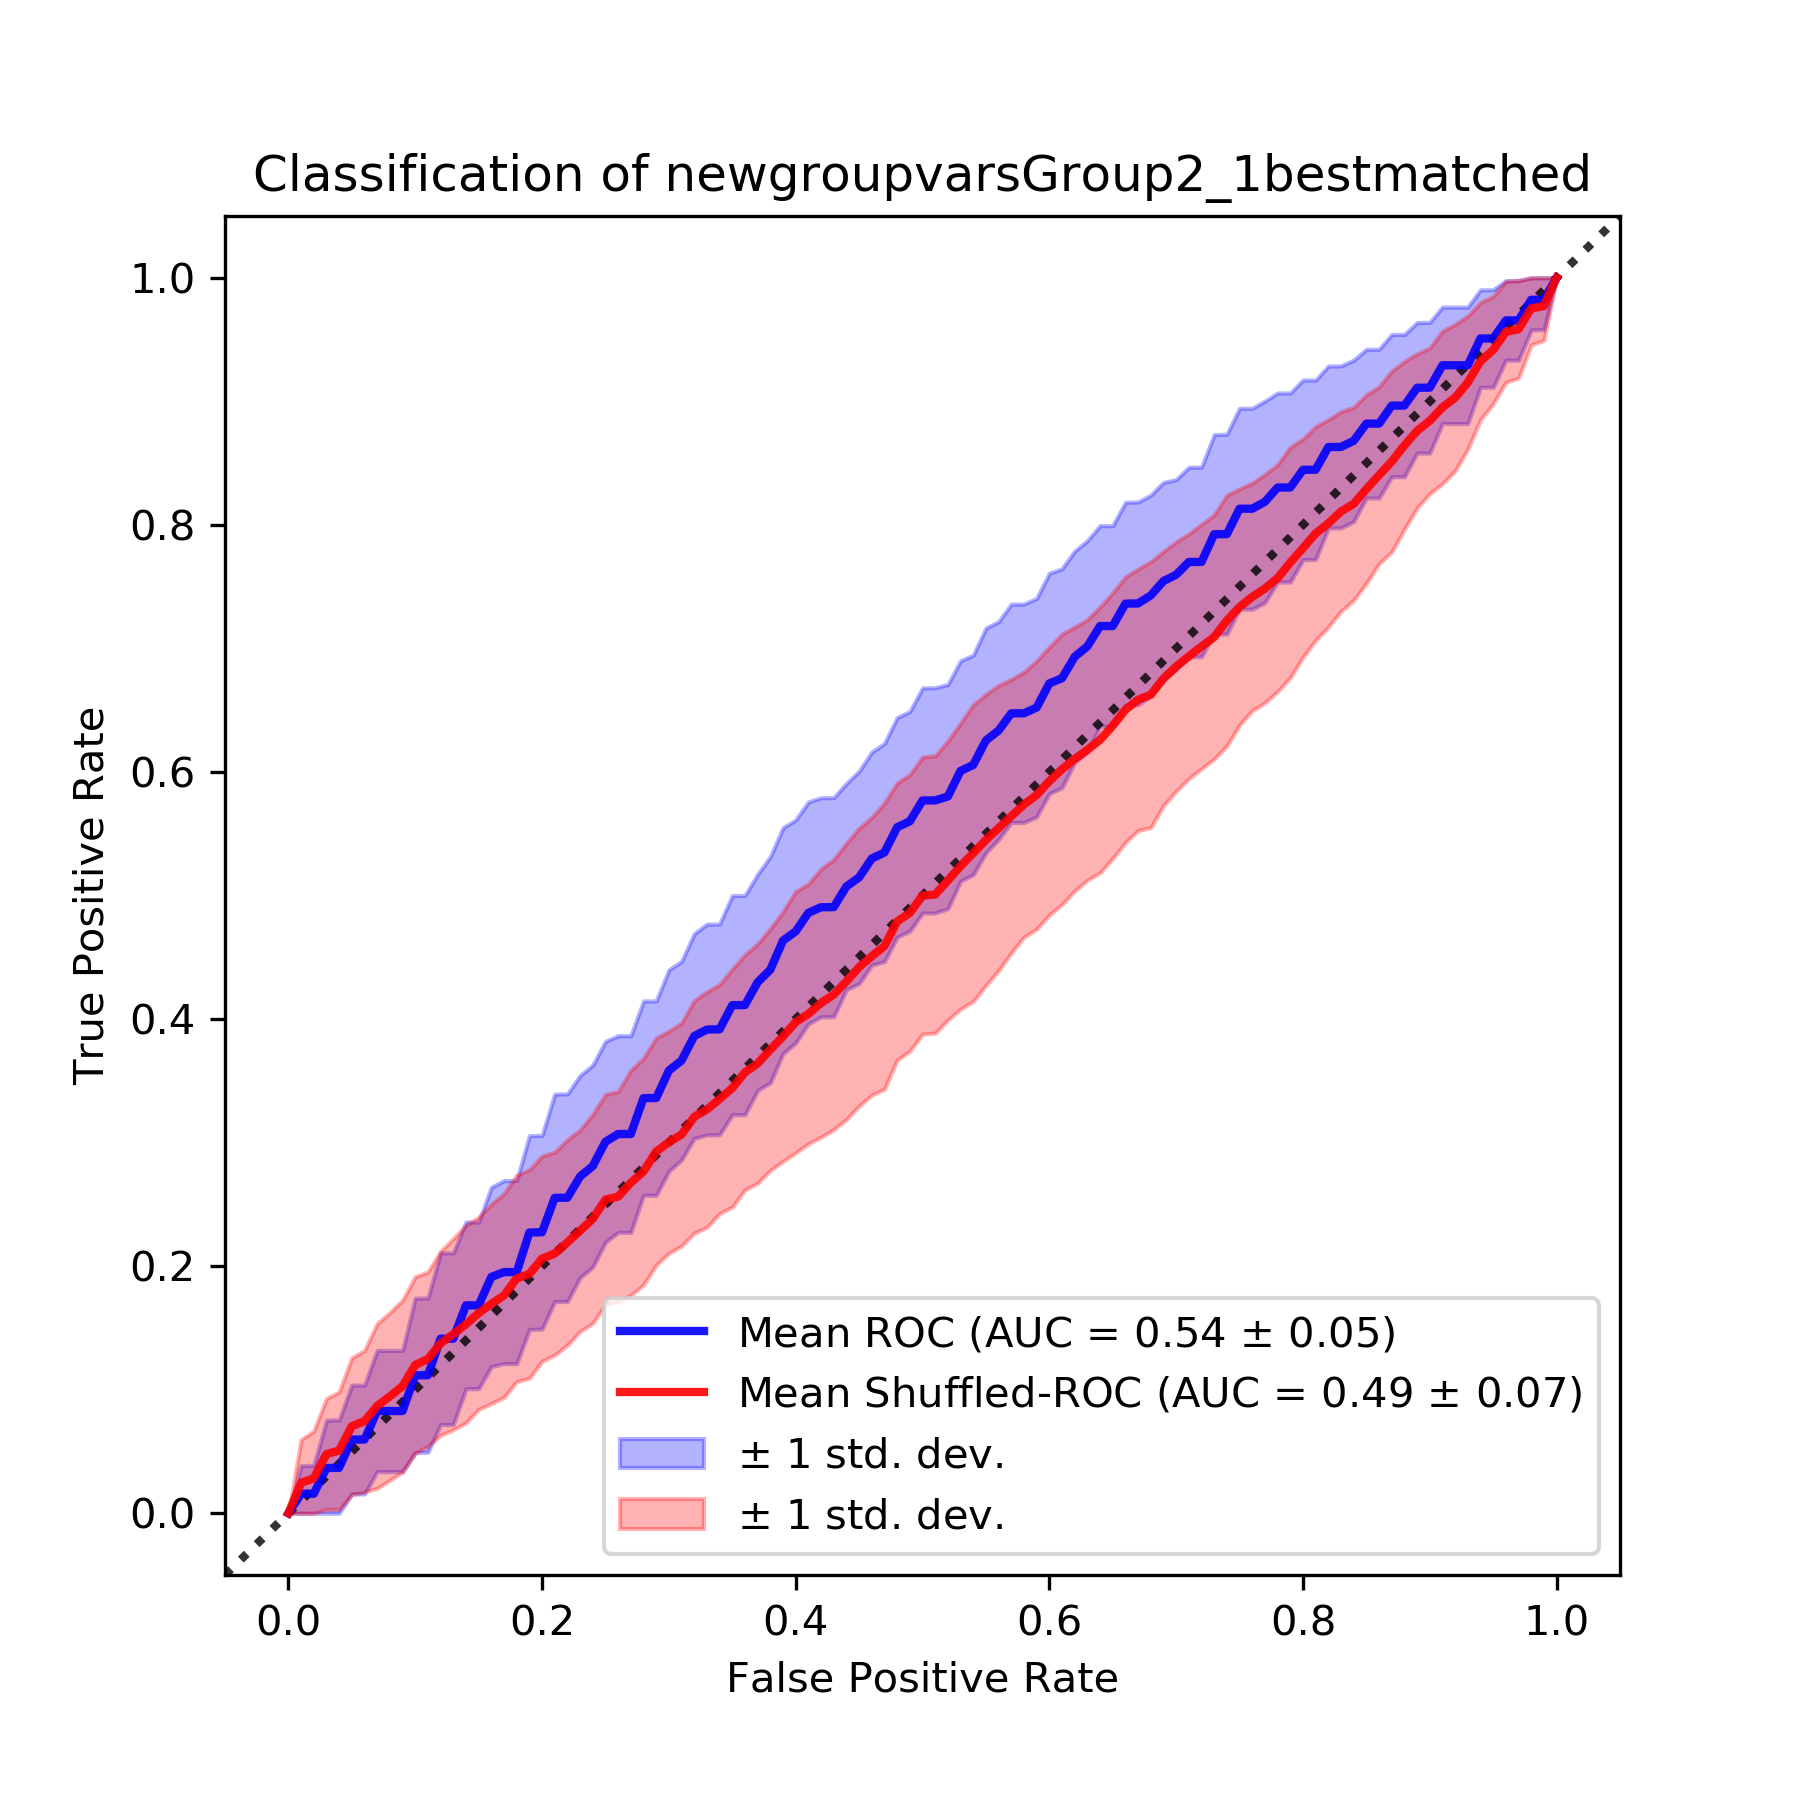 Classification of newgroupvarsGroup2_1bestmatched
1.0
0.8
0.6
0.4
0.2
0.0
True Positive Rate
Mean ROC (AUC = 0.54 ± 0.05)
Mean Shuffled-ROC (AUC = 0.49 ± 0.07)
± 1 std. dev.
± 1 std. dev.
0.0 0.2 0.4 0.6 0.8 1.0
False Positive Rate